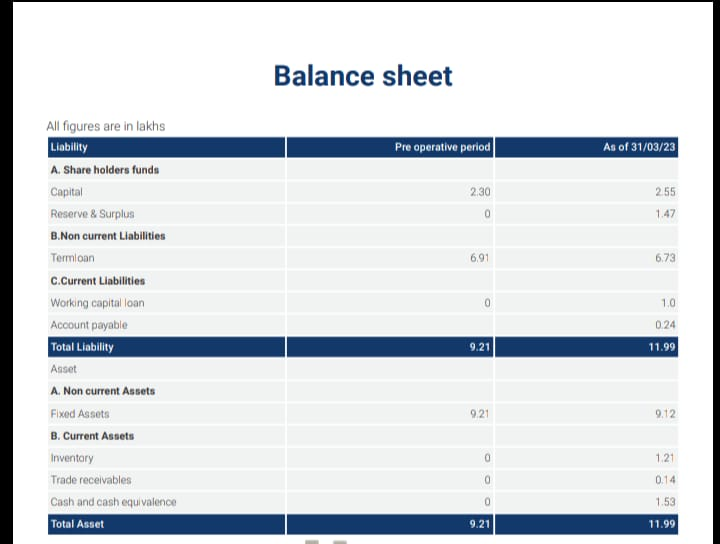 Balance sheet
All figures are in lakhs
Liability Pre operative period As of 31/03/23
A. Share holders funds
Capital 2.30 2.55
Reserve & Surplus 0 1.47
B.Non current Liabilities
Termloan 6.91 6.73
C.Current Liabilities
Working capital loan 0 1.0
Account payable 0.24
Total Liability 9.21 11.99
Asset
A. Non current Assets
Fixed Assets 9.21 9.12
B. Current Assets
Inventory 0 1.21
Trade receivables 0 0.14
Cash and cash equivalence 0 1.53
Total Asset 9.21 11.99